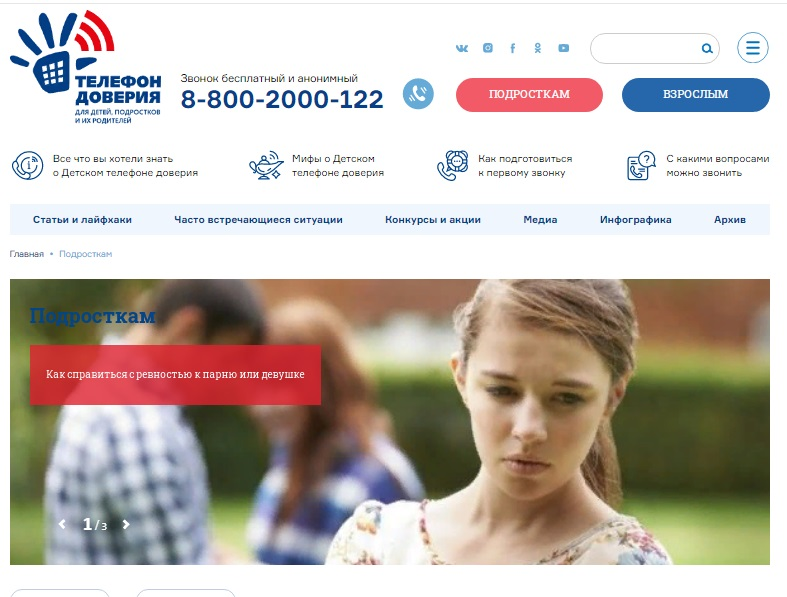 ТЕЛЕФОН
ДОВЕРИЯ
ДЛЯ ДЕТЕЙ, ПОДРОСТКОВ
И ИХ РОДИТЕЛЕЙ
Звонок бесплатный и анонимный
8-800-2000-122
ПОДРОСТКАМ
ВЗРОСЛЫМ
Все что вы хотели знать
о Детском телефоне доверия
Мифы о Детском
телефоне доверия
Как подготовиться
к первому звонку
С какими вопросами
можно звонить
Статьи и лайфхаки
Часто встречающиеся ситуации
Конкурсы и акции
Медиа
Инфографика
Архив
Главная • Подросткам
Подросткам
Как справиться с ревностью к парню или девушке
1/3